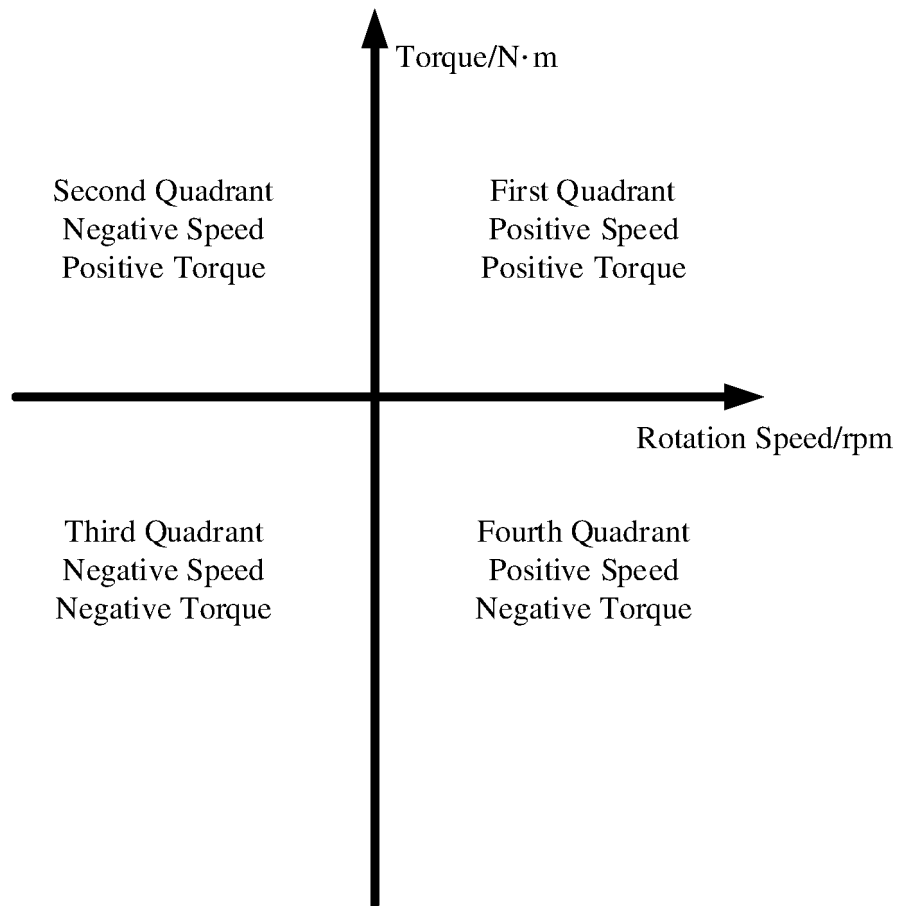 Torque/N·m
Second Quadrant
Negative Speed
Positive Torque
First Quadrant
Positive Speed
Positive Torque
Rotation Speed/rpm
Third Quadrant
Negative Speed
Negative Torque
Fourth Quadrant
Positive Speed
Negative Torque